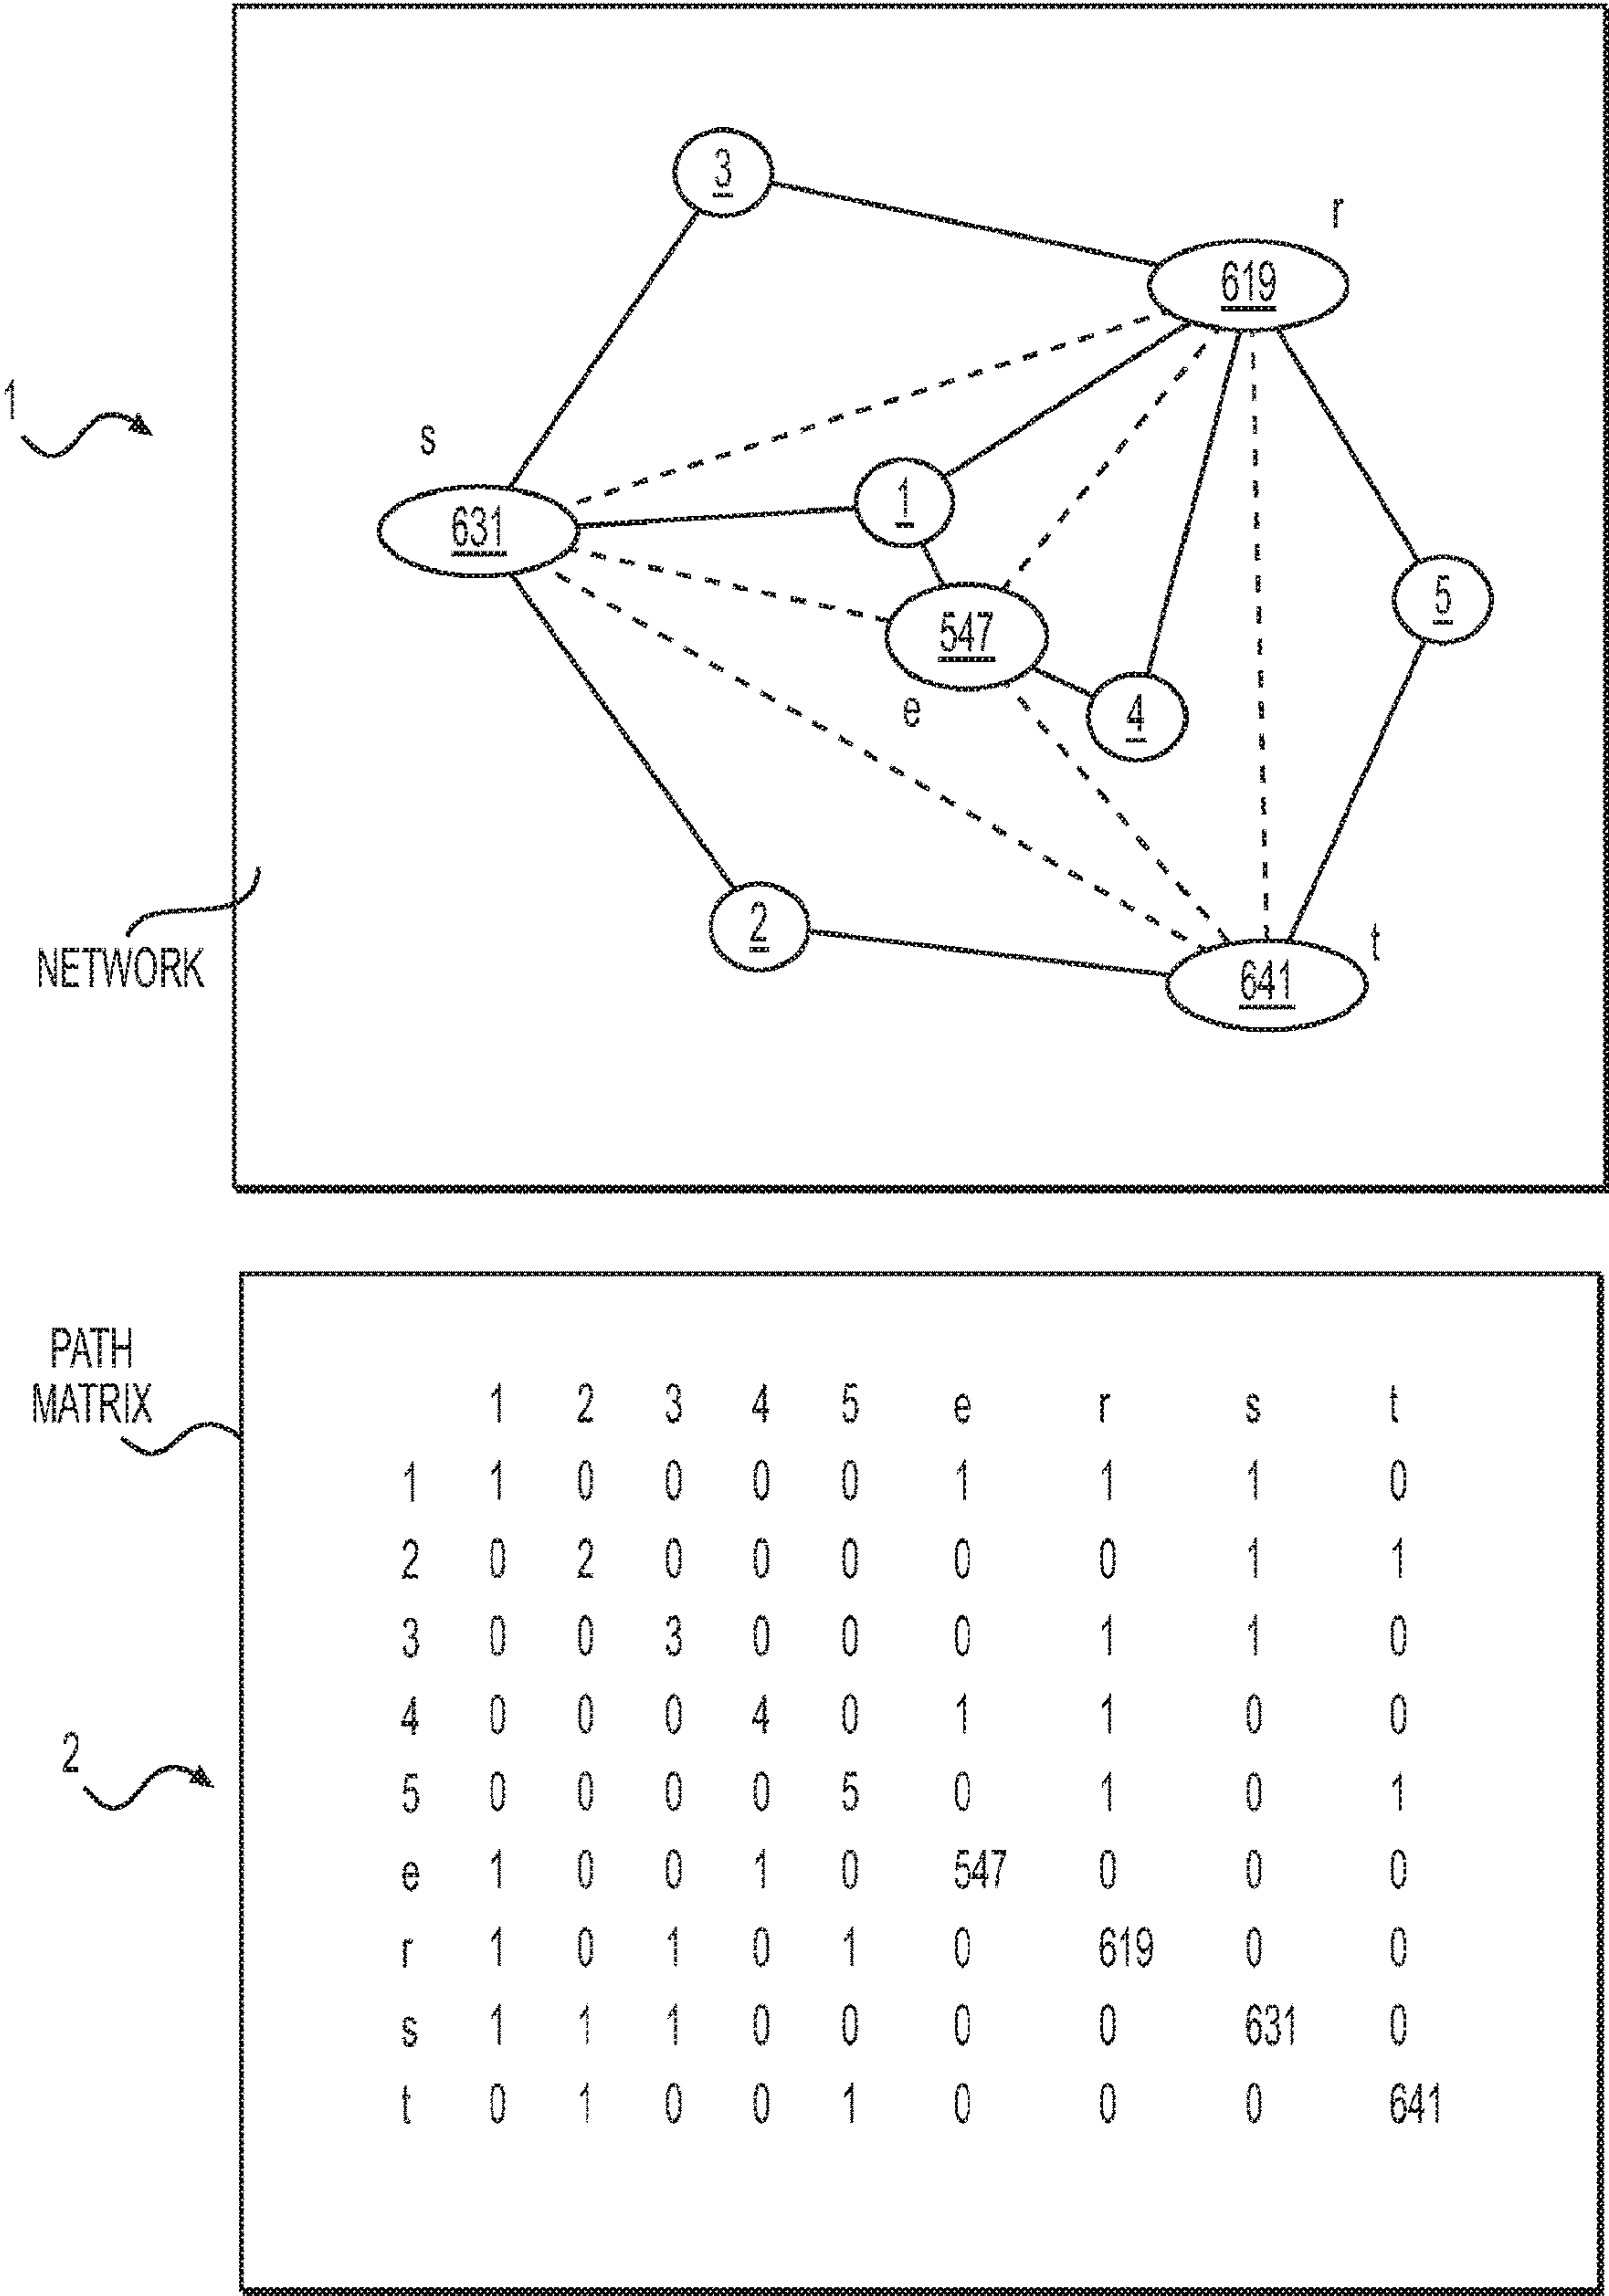 3
r
619
1
s
1
631
5
547
4
e
2
t
NETWORK
641
PATH
MATRIX
1 2 3 4 5 e r s t
1 1 0 0 0 0 1 1 1 0
2 0 2 0 0 0 0 0 1 1
3 0 0 3 0 0 0 1 1 0
4 0 0 0 4 0 1 1 0 0
2
5 0 0 0 0 5 0 1 0 1
e 1 0 0 1 0 547 0 0 0
r 1 0 1 0 1 0 619 0 0
s 1 1 1 0 0 0 0 631 0
t 0 1 0 0 1 0 0 0 641